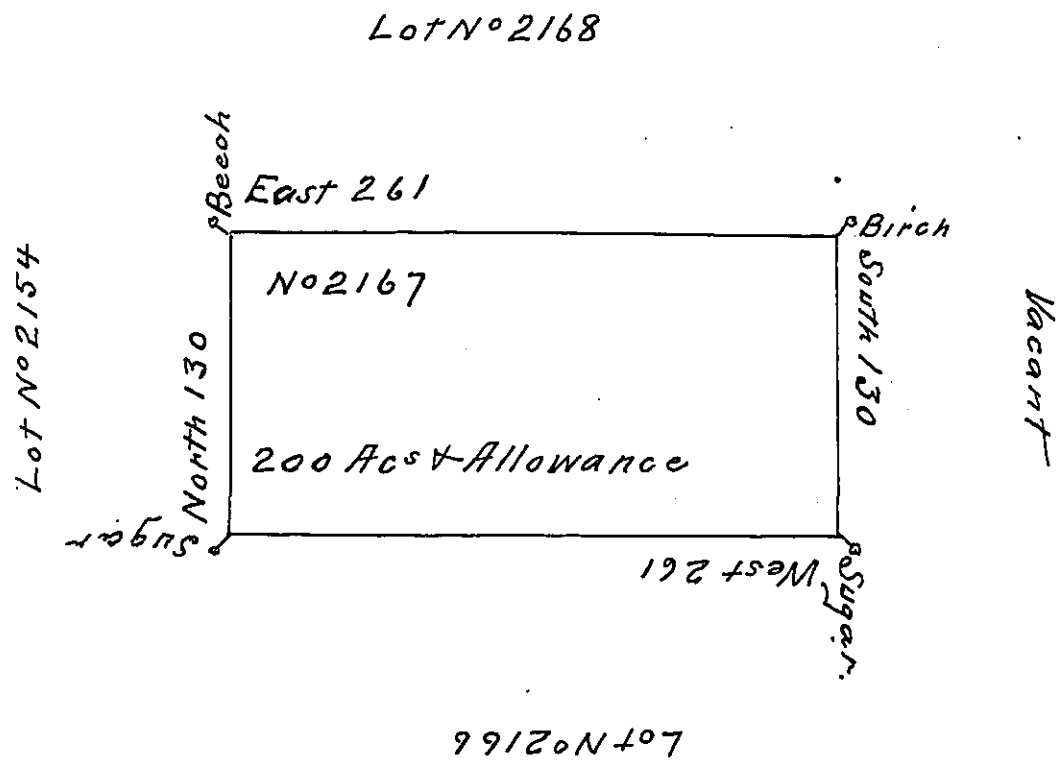 Lot No 2168
Beech
East 261
Birch
No 2167
South 130
Vacant
Lot No 2154
North 130
200 Acs & Allowance
Sugar
West 261
Sugar.
Lot No 2166